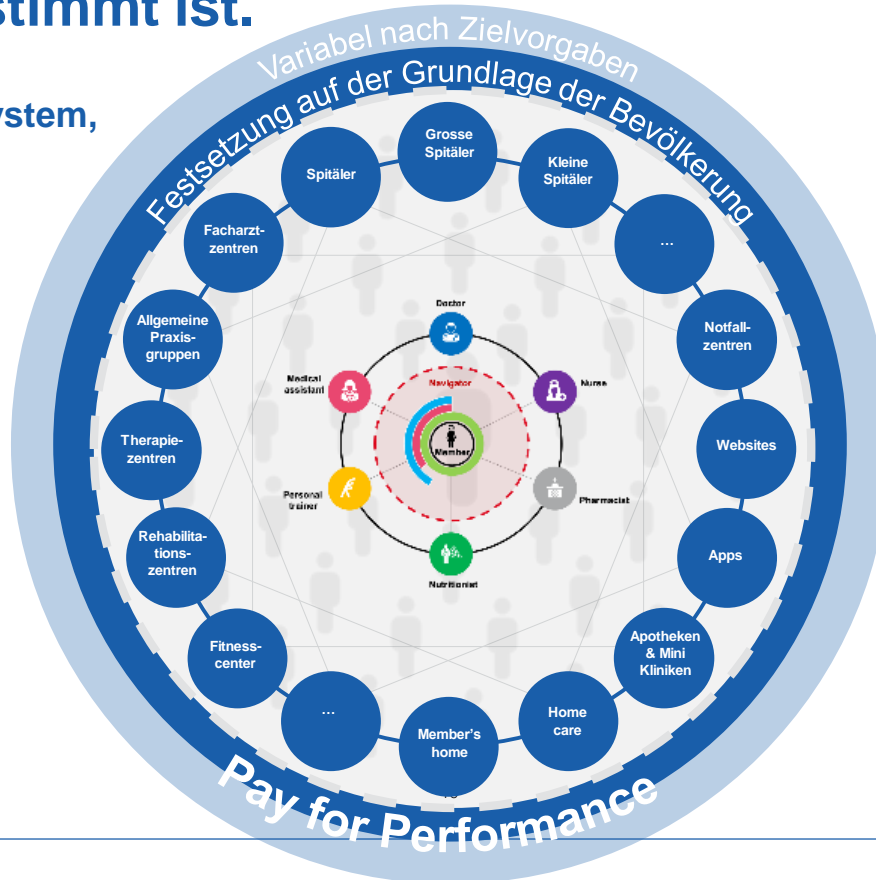 stimmt ist.
ystem,
Variabel nach Zielvorgaben
Festsetzung auf der Grundlage der Bevölkerung
Grosse
Spitäler
Kleine
Spitäler
...
Notfall-
zentren
Websites
Apps
Apotheken
& Mini
Kliniken
Home
care
Member's
home
...
Fitness-
center
Rehabilita-
tions-
zentren
Therapie-
zentren
Allgemeine
Praxis-
gruppen
Facharzt-
zentren
Spitäler
Doctor
Nurse
Pharmacist
Nutritionist
Personal
trainer
Medical
assistant
Navigator
Member
Pay for Performance